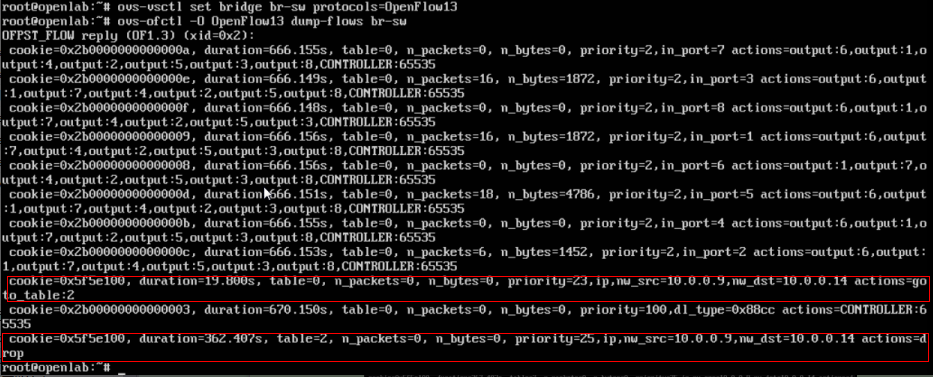 root@openlab:~# ovs-vsctl set bridge br-sw protocols=OpenFlow13
root@openlab:~# ovs-ofctl -O OpenFlow13 dump-flows br-sw
OFPST_FLOW reply (OF1.3) (xid=0x2):
 cookie=0x2b0000000000000a, duration=666.155s, table=0, n_packets=0, n_bytes=0, priority=2,in_port=7 actions=output:6,output:1,o
utput:4,output:2,output:5,output:3,output:8,CONTROLLER:65535
 cookie=0x2b0000000000000e, duration=666.149s, table=0, n_packets=16, n_bytes=1872, priority=2,in_port=3 actions=output:6,output
:1,output:7,output:4,output:2,output:5,output:8,CONTROLLER:65535
 cookie=0x2b0000000000000f, duration=666.148s, table=0, n_packets=0, n_bytes=0, priority=2,in_port=8 actions=output:6,output:1,o
utput:7,output:4,output:2,output:5,output:3,CONTROLLER:65535
 cookie=0x2b00000000000009, duration=666.156s, table=0, n_packets=16, n_bytes=1872, priority=2,in_port=1 actions=output:6,output
:7,output:4,output:2,output:5,output:3,output:8,CONTROLLER:65535
 cookie=0x2b00000000000008, duration=666.156s, table=0, n_packets=0, n_bytes=0, priority=2,in_port=6 actions=output:1,output:7,o
utput:4,output:2,output:5,output:3,output:8,CONTROLLER:65535
 cookie=0x2b0000000000000d, duration=666.151s, table=0, n_packets=18, n_bytes=4786, priority=2,in_port=5 actions=output:6,output
:1,output:7,output:4,output:2,output:3,output:8,CONTROLLER:65535
 cookie=0x2b0000000000000b, duration=666.155s, table=0, n_packets=0, n_bytes=0, priority=2,in_port=4 actions=output:6,output:1,o
utput:7,output:2,output:5,output:3,output:8,CONTROLLER:65535
 cookie=0x2b0000000000000c, duration=666.153s, table=0, n_packets=6, n_bytes=1452, priority=2,in_port=2 actions=output:6,output:
1,output:7,output:4,output:5,output:3,output:8,CONTROLLER:65535
 cookie=0x5f5e100, duration=19.800s, table=0, n_packets=0, n_bytes=0, priority=23,ip,nw_src=10.0.0.9,nw_dst=10.0.0.14 actions=go
to_table:2
 cookie=0x2b00000000000003, duration=670.150s, table=0, n_packets=0, n_bytes=0, priority=100,dl_type=0x88cc actions=CONTROLLER:6
5535
 cookie=0x5f5e100, duration=362.407s, table=2, n_packets=0, n_bytes=0, priority=25,ip,nw_src=10.0.0.9,nw_dst=10.0.0.14 actions=d
rop
root@openlab:~# _